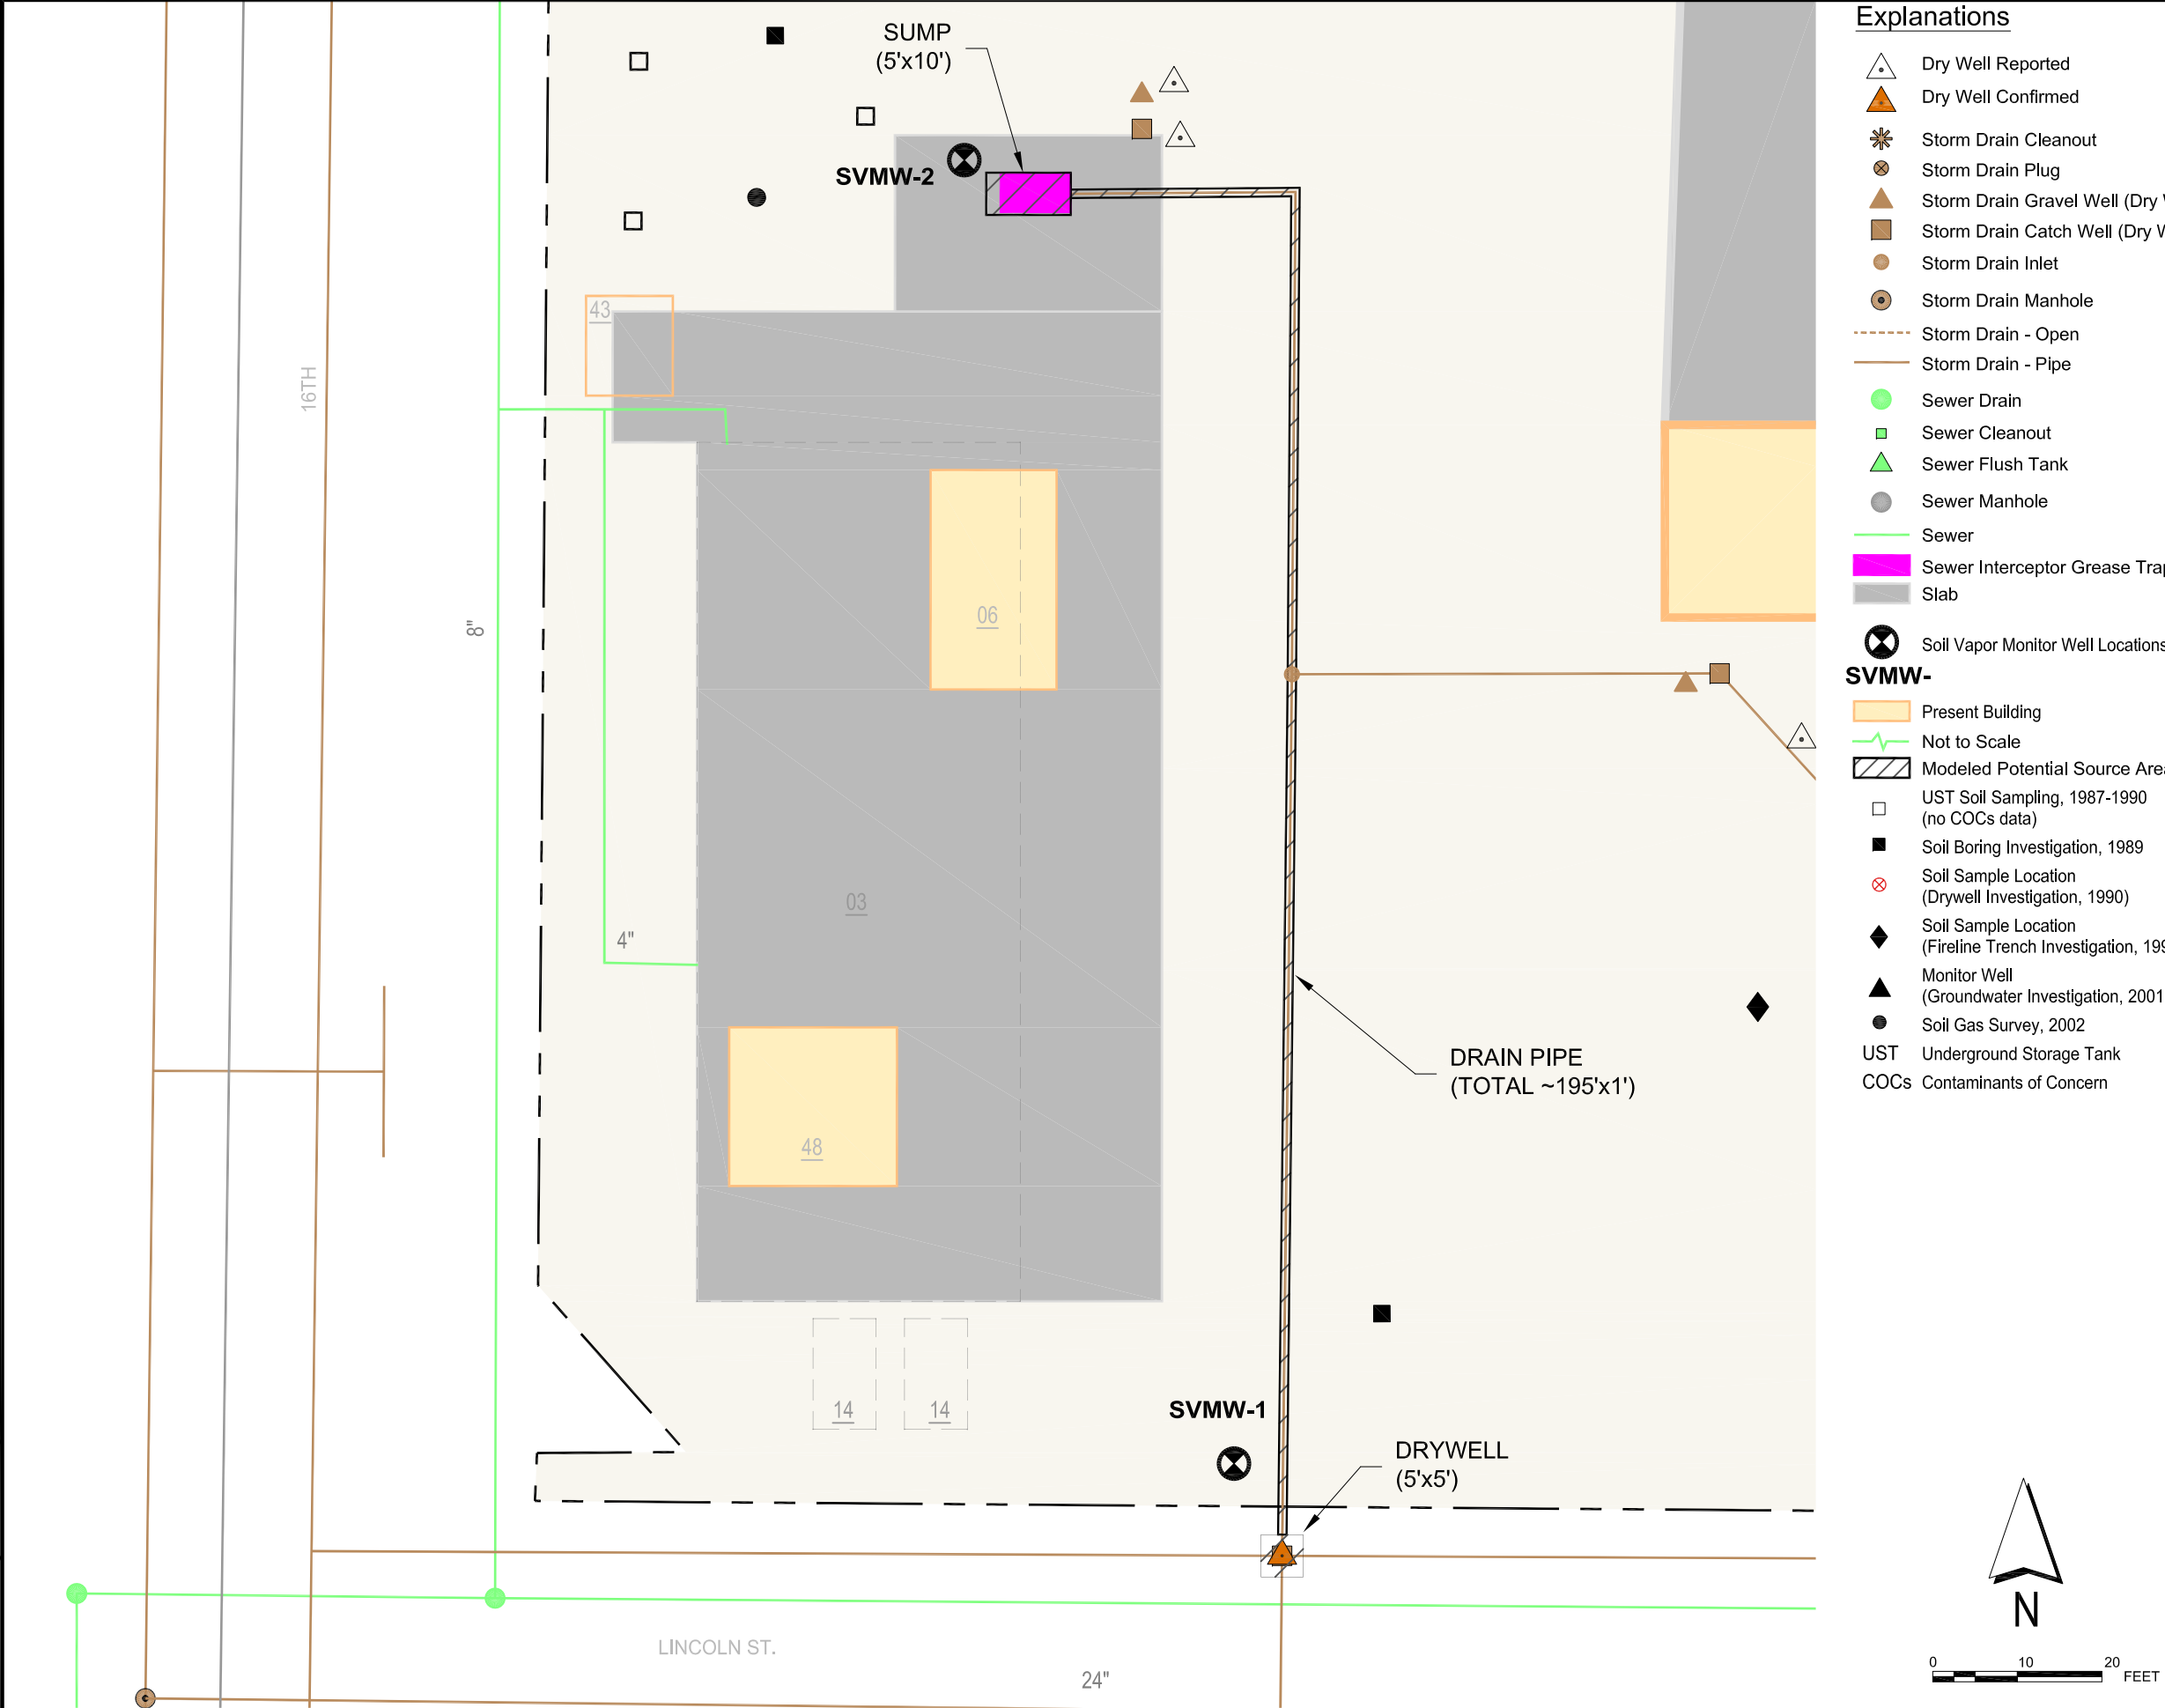 SUMP
(5'x10')
SVMW-2
43
16TH
8"
06
03
4"
48
DRAIN PIPE
(TOTAL ~195'x1')
14
14
SVMW-1
DRYWELL
(5'x5')
LINCOLN ST.
24"
Explanations
Dry Well Reported
Dry Well Confirmed
Storm Drain Cleanout
Storm Drain Plug
Storm Drain Gravel Well (Dry
Storm Drain Catch Well (Dry
Storm Drain Inlet
Storm Drain Manhole
Storm Drain - Open
Storm Drain - Pipe
Sewer Drain
Sewer Cleanout
Sewer Flush Tank
Sewer Manhole
Sewer
Sewer Interceptor Grease Trap
Slab
Soil Vapor Monitor Well Locations
SVMW-
Present Building
Not to Scale
Modeled Potential Source Area
UST Soil Sampling, 1987-1990
(no COCs data)
Soil Boring Investigation, 1989
Soil Sample Location
(Drywell Investigation, 1990)
Soil Sample Location
(Fireline Trench Investigation,
Monitor Well
(Groundwater Investigation, 2001
Soil Gas Survey, 2002
UST Underground Storage Tank
COCs Contaminants of Concern
N
0 10 20
FEET